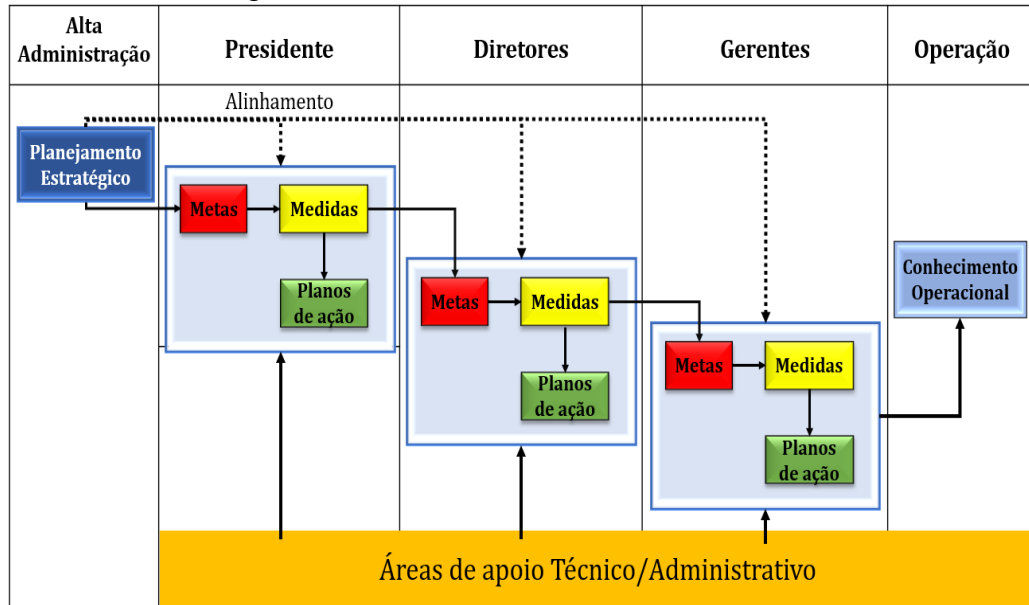 Alta
Administração
Presidente
Diretores
Gerentes
Operação
Alinhamento
Planejamento
Estratégico
Metas
Medidas
Planos
de ação
Metas
Medidas
Planos
de ação
Metas
Medidas
Planos
de ação
Conhecimento
Operacional
Áreas de apoio Técnico/Administrativo